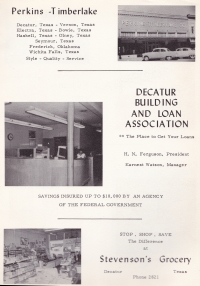 Perkins - Timberlake
Decatur, Texas - Vernon, Texas
Electra, Texas - Bowie, Texas
Haskell, Texas - Olney, Texas
Seymour, Texas
Frederick, Oklahoma
Wichita Falls, Texas
Style - Quality - Service
DECATUR
BUILDING
AND LOAN
ASSOCIATION
The Place to Get Your Loans
H. N. Ferguson, President
Earnest Watson, Manager
SAVINGS INSURED UP TO $10,000 BY AN AGENCY
OF THE FEDERAL GOVERNMENT
STOP - SHOP - SAVE
The Difference
at
Stevenson's Grocery
Decatur Texas
Phone